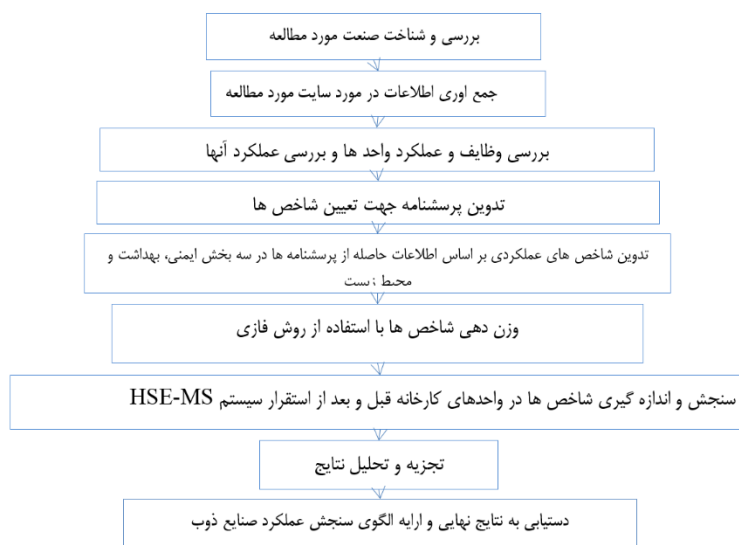 بررسی و شناخت صنعت مورد مطالعه
جمع اوری اطلاعات در مورد سایت مورد مطالعه
بررسی وظایف و عملکرد واحد ها و بررسی عملکرد آنها
تدوین پرسشنامه جهت تعیین شاخص ها
تدوین شاخص های عملکردی بر اساس اطلاعات حاصله از پرسشنامه ها در سه بخش ایمنی، بهداشت و
محیط زیست
وزن دهی شاخص ها با استفاده از روش فازی
سنجش و اندازه گیری شاخص ها در واحدهای کارخانه قبل و بعد از استقرار سیستم HSE-MS
تجزیه و تحلیل نتایج
دستیابی به نتایج نهایی و ارایه الگوی سنجش عملکرد صنایع ذوب